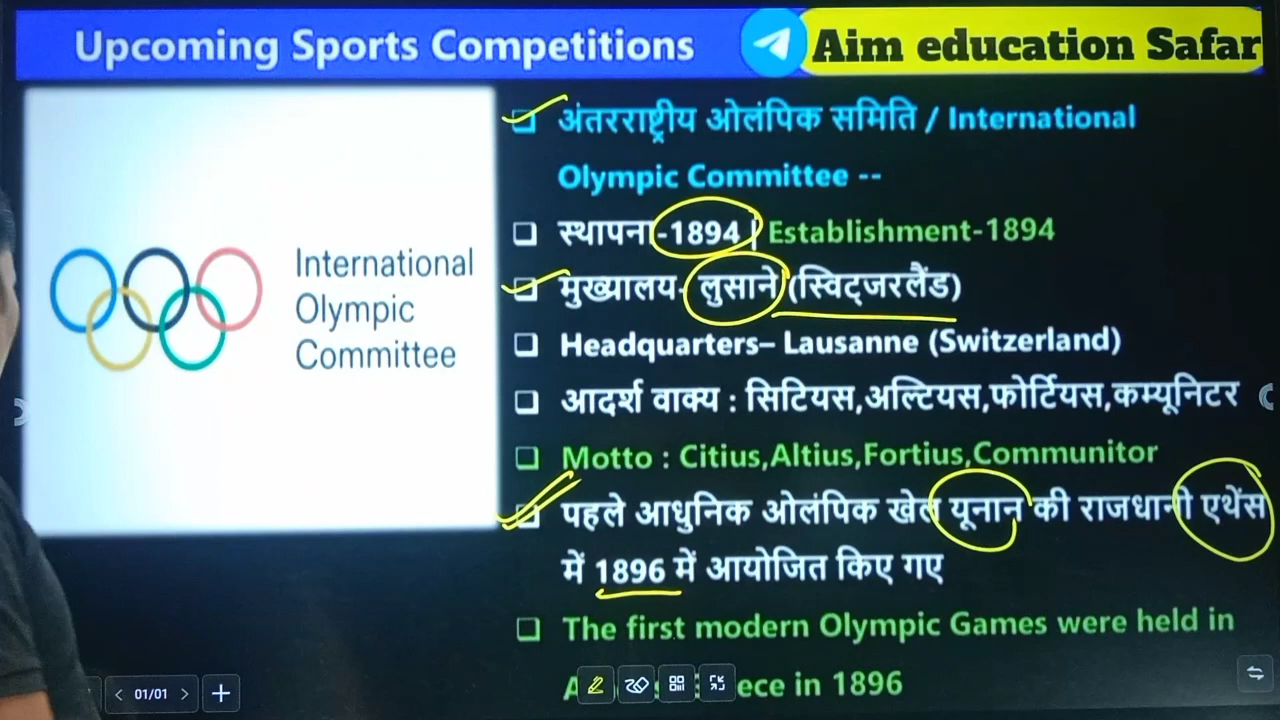 Upcoming Sports Competitions
Aim education Safar
International
Olympic
Committee
अंतरराष्ट्रीय ओलंपिक समिति / International
Olympic Committee --
स्थापना-1894 | Establishment-1894
मुख्यालय- लुसाने (स्विट्जरलैंड)
Headquarters– Lausanne (Switzerland)
आदर्श वाक्य : सिटियस,अल्टियस,फोर्टियस,कम्यूनिटर
Motto : Citius,Altius,Fortius,Communitor
पहले आधुनिक ओलंपिक खेल यूनान की राजधानी एथेंस
में 1896 में आयोजित किए गए
The first modern Olympic Games were held in
ece in 1896
01/01